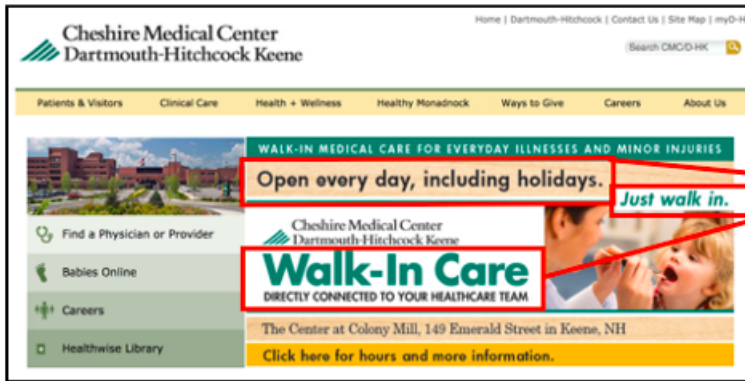 Cheshire Medical Center
Dartmouth-Hitchcock Keene
Home | Dartmouth-Hitchcock | Contact Us | Site Map | myD-H
Search CMC/D-HK
Patients & Visitors Clinical Care Health + Wellness Healthy Monadnock Ways to Give Careers About Us
WALK-IN MEDICAL CARE FOR EVERYDAY ILLNESSES AND MINOR INJURIES
Open every day, including holidays.
Just walk in.
Find a Physician or Provider
Babies Online
Careers
Healthwise Library
Cheshire Medical Center
Dartmouth-Hitchcock Keene
Walk-In Care
DIRECTLY CONNECTED TO YOUR HEALTHCARE TEAM
The Center at Colony Mill, 149 Emerald Street in Keene, NH
Click here for hours and more information.